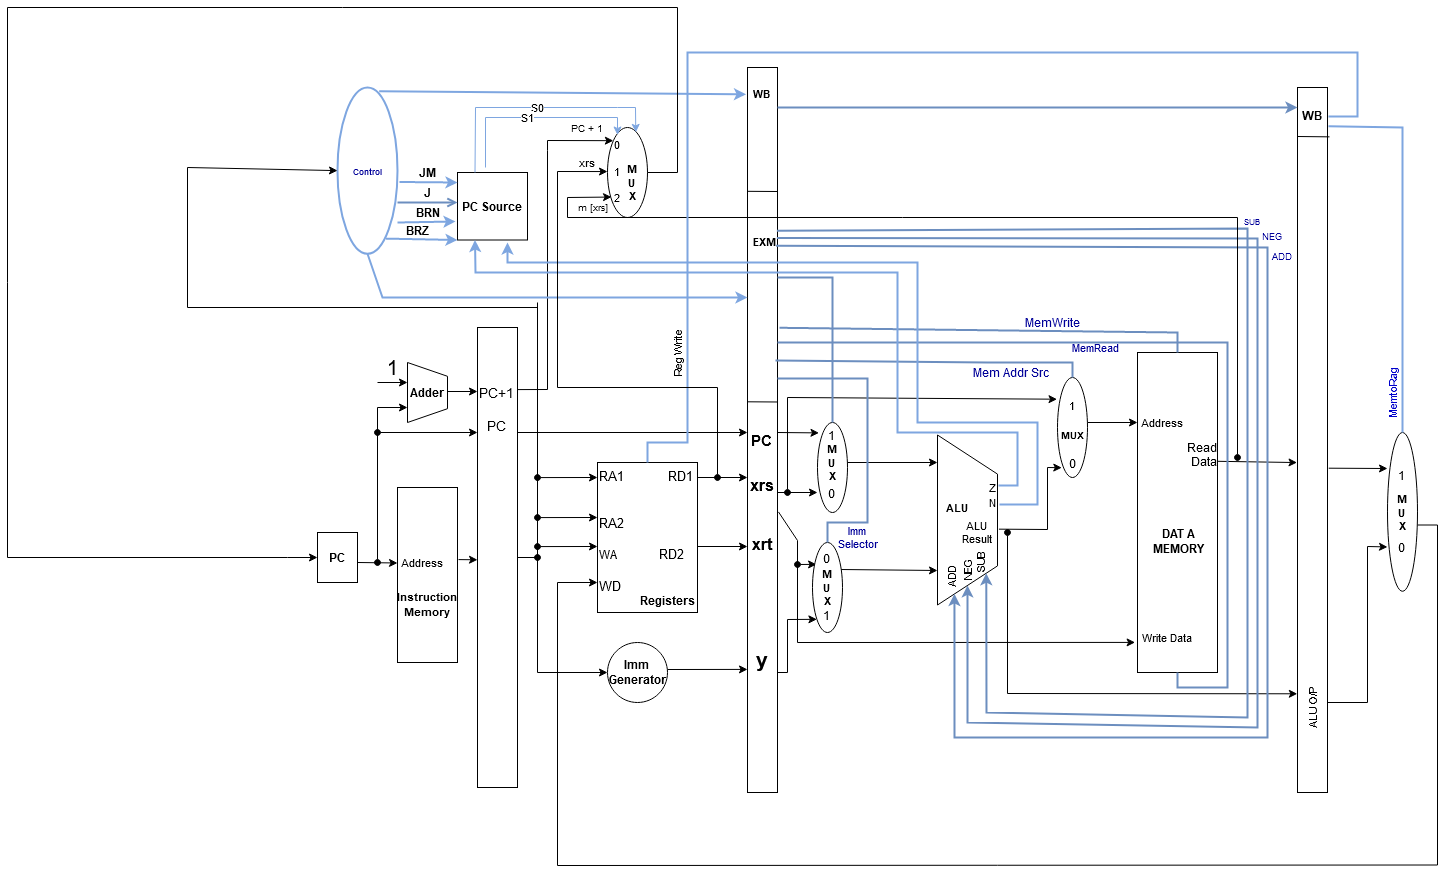 S0
S1
WB
WB
PC + 1
0
xrs
1
M
U
X
2
m [xrs]
Control
JM
J
BRN
BRZ
PC Source
SUB
EXM
NEG
ADD
MemWrite
MemRead
Reg Write
Mem Addr Src
1
Adder
PC+1
PC
MemtoRag
1
MUX
0
Address
Read
Data
PC
1
M
U
X
0
xrs
RA1
RD1
RA2
WA
RD2
WD
Registers
xrt
Z
N
ALU
ALU
Result
ADD
NEG
SUB
Imm
Selector
0
M
U
X
1
DAT A
MEMORY
1
M
U
X
0
PC
Address
Instruction
Memory
Write Data
Imm
Generator
y
ALU O/P